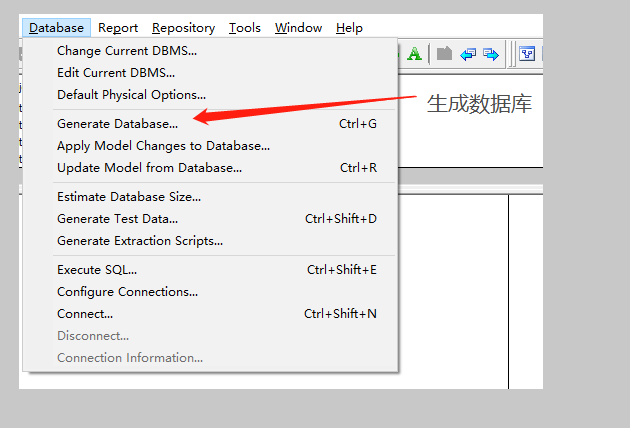 Database Report Repository Tools Window Help
Change Current DBMS...
Edit Current DBMS...
Default Physical Options...
Generate Database... Ctrl+G
生成数据库
Apply Model Changes to Database...
Update Model from Database... Ctrl+R
Estimate Database Size...
Generate Test Data... Ctrl+Shift+D
Generate Extraction Scripts...
Execute SQL... Ctrl+Shift+E
Configure Connections...
Connect... Ctrl+Shift+N
Disconnect...
Connection Information...